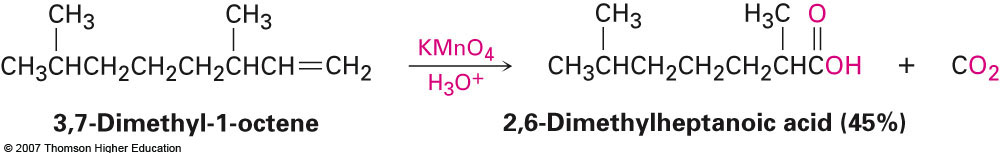 CH₃ CH₃ CH₃ H₃C O
KMnO₄
CH₃CHCH₂CH₂CH₂CHCH=CH₂ CH₃CHCH₂CH₂CH₂CHCOH + CO₂
H₃O⁺
3,7-Dimethyl-1-octene 2,6-Dimethylheptanoic acid (45%)
© 2007 Thomson Higher Education